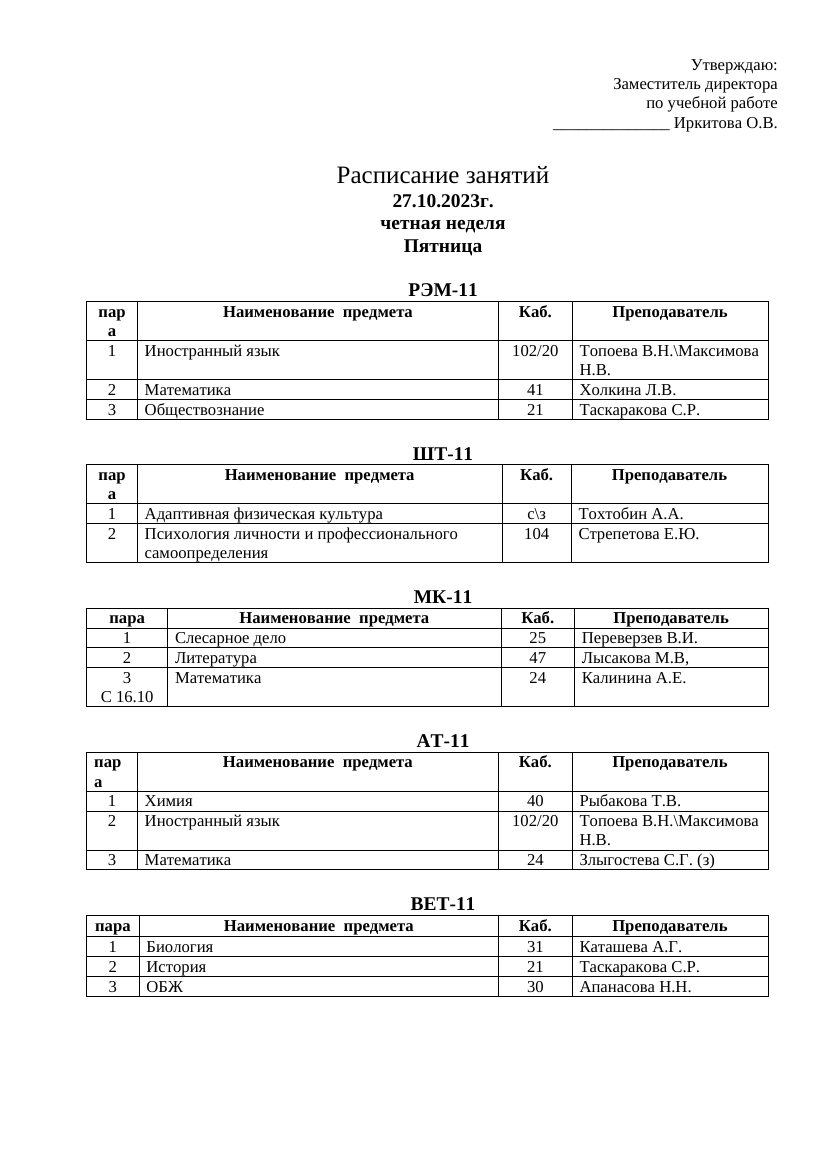 Утверждаю:
Заместитель директора
по учебной работе
______________ Иркитова О.В.
Расписание занятий
27.10.2023г.
четная неделя
Пятница
РЭМ-11
пар
а
Наименование предмета
Каб.
Преподаватель
1 Иностранный язык 102/20 Топоева В.Н.\Максимова
Н.В.
2 Математика 41 Холкина Л.В.
3 Обществознание 21 Таскаракова С.Р.
ШТ-11
пар
а
Наименование предмета
Каб.
Преподаватель
1 Адаптивная физическая культура с\з Тохтобин А.А.
2 Психология личности и профессионального 104 Стрепетова Е.Ю.
самоопределения
МК-11
пара Наименование предмета Каб. Преподаватель
1 Слесарное дело 25 Переверзев В.И.
2 Литература 47 Лысакова М.В,
3 Математика 24 Калинина А.Е.
С 16.10
АТ-11
пар
а
Наименование предмета
Каб.
Преподаватель
1 Химия 40 Рыбакова Т.В.
2 Иностранный язык 102/20 Топоева В.Н.\Максимова
Н.В.
3 Математика 24 Злыгостева С.Г. (з)
ВЕТ-11
пара Наименование предмета Каб. Преподаватель
1 Биология 31 Каташева А.Г.
2 История 21 Таскаракова С.Р.
3 ОБЖ 30 Апанасова Н.Н.